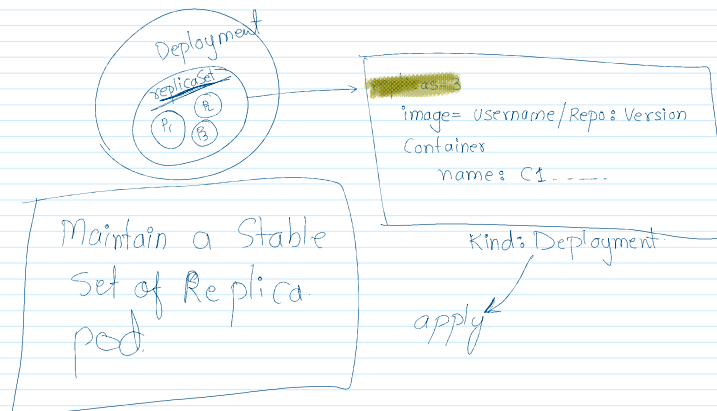 Deployment
replicaSet
P1
P2
P3
image= Username/Repo: Version
Container
name: C1.----
Kind: Deployment
apply
Maintain a Stable
Set of Replica
pod.